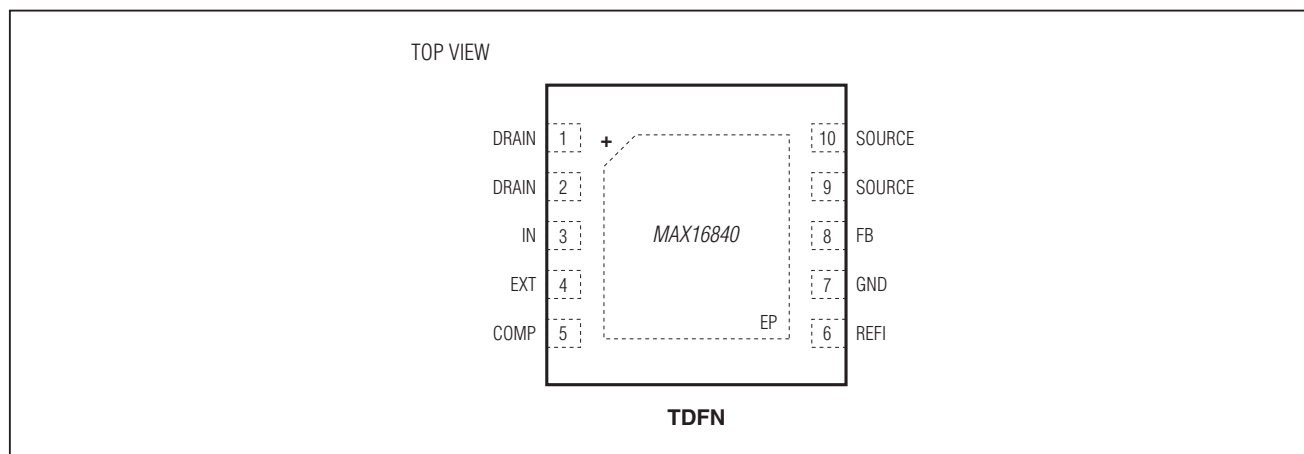 TOP VIEW
DRAIN 1 + 10 SOURCE
DRAIN 2 9 SOURCE
IN 3 MAX16840 8 FB
EXT 4 7 GND
COMP 5 EP 6 REFI
TDFN